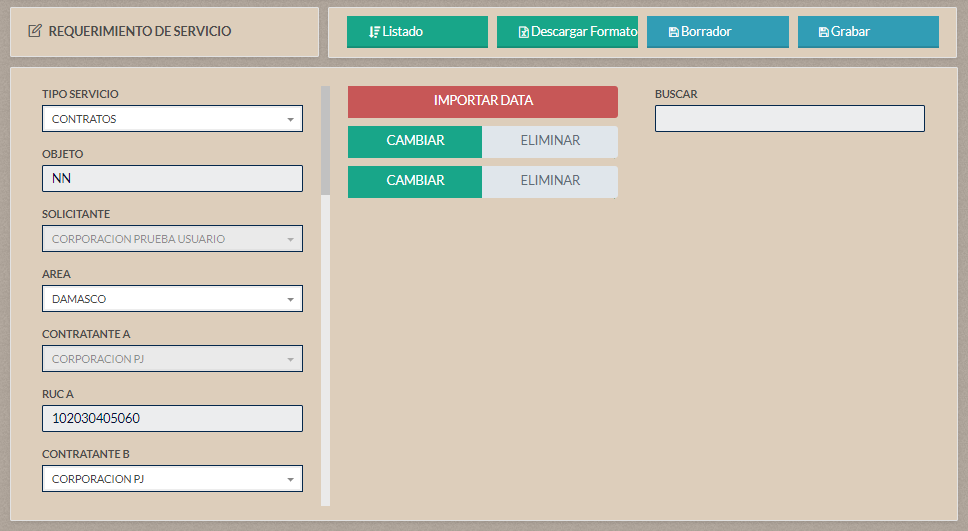 REQUERIMIENTO DE SERVICIO
Listado
Descargar Formato
Borrador
Grabar
TIPO SERVICIO
CONTRATOS
OBJETO
NN
SOLICITANTE
CORPORACION PRUEBA USUARIO
AREA
DAMASCO
CONTRATANTE A
CORPORACION PJ
RUC A
102030405060
CONTRATANTE B
CORPORACION PJ
IMPORTAR DATA
CAMBIAR ELIMINAR
CAMBIAR ELIMINAR
BUSCAR